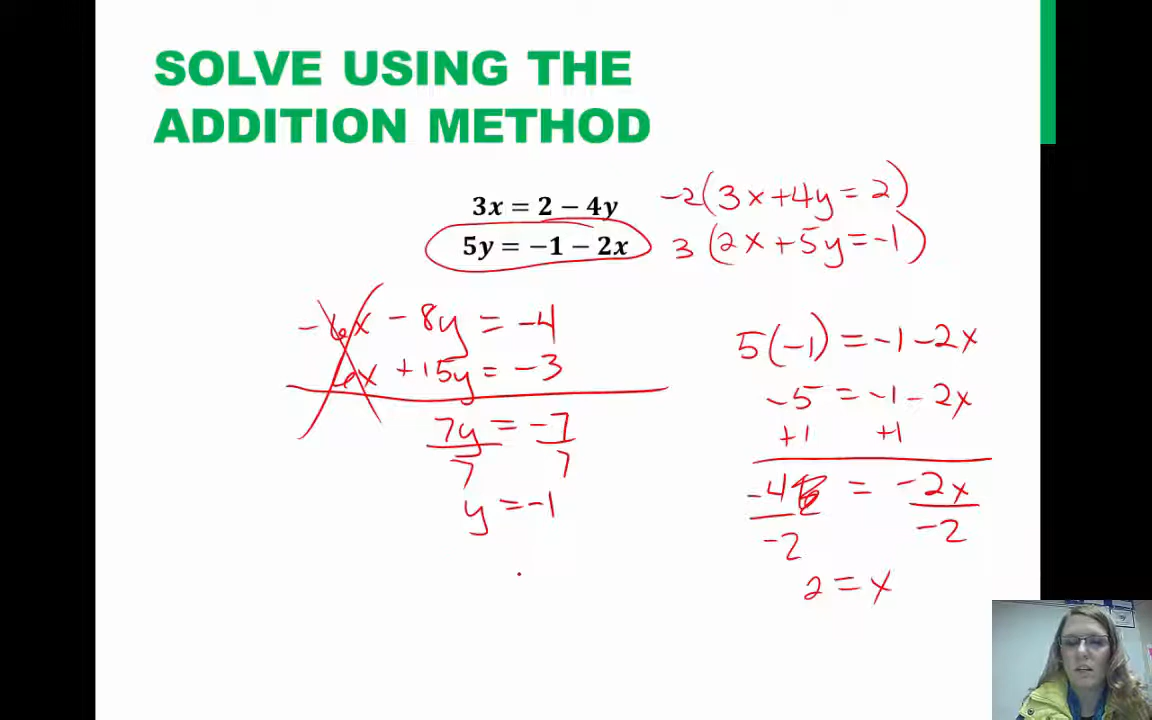 SOLVE USING THE
ADDITION METHOD
3x = 2 − 4y
5y = −1 − 2x
-2(3x+4y=2)
3(2x+5y=-1)
-6x - 8y = -4
6x + 15y = -3
7y = -7
7 7
y = -1
5(-1) = -1 - 2x
-5 = -1 - 2x
+1 +1
-4 = -2x
-2 -2
2 = x